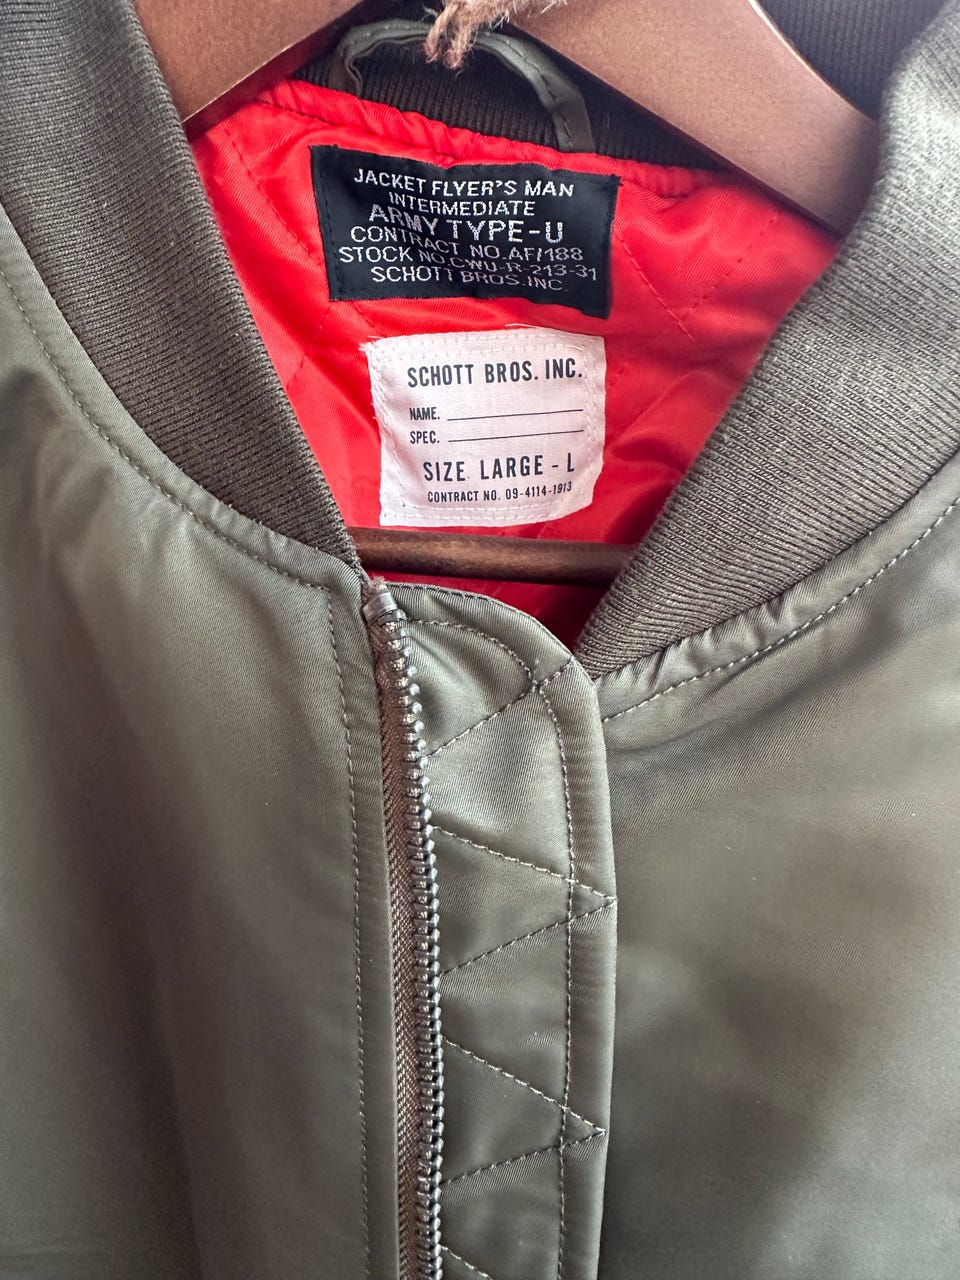 JACKET FLYER'S MAN
INTERMEDIATE
ARMY TYPE-U
CONTRACT NO.AF/1188
STOCK NO.CWU-R-213-31
SCHOTT BROS.INC.
SCHOTT BROS. INC.
NAME.
SPEC.
SIZE LARGE - L
CONTRACT NO. 09-4114-1913